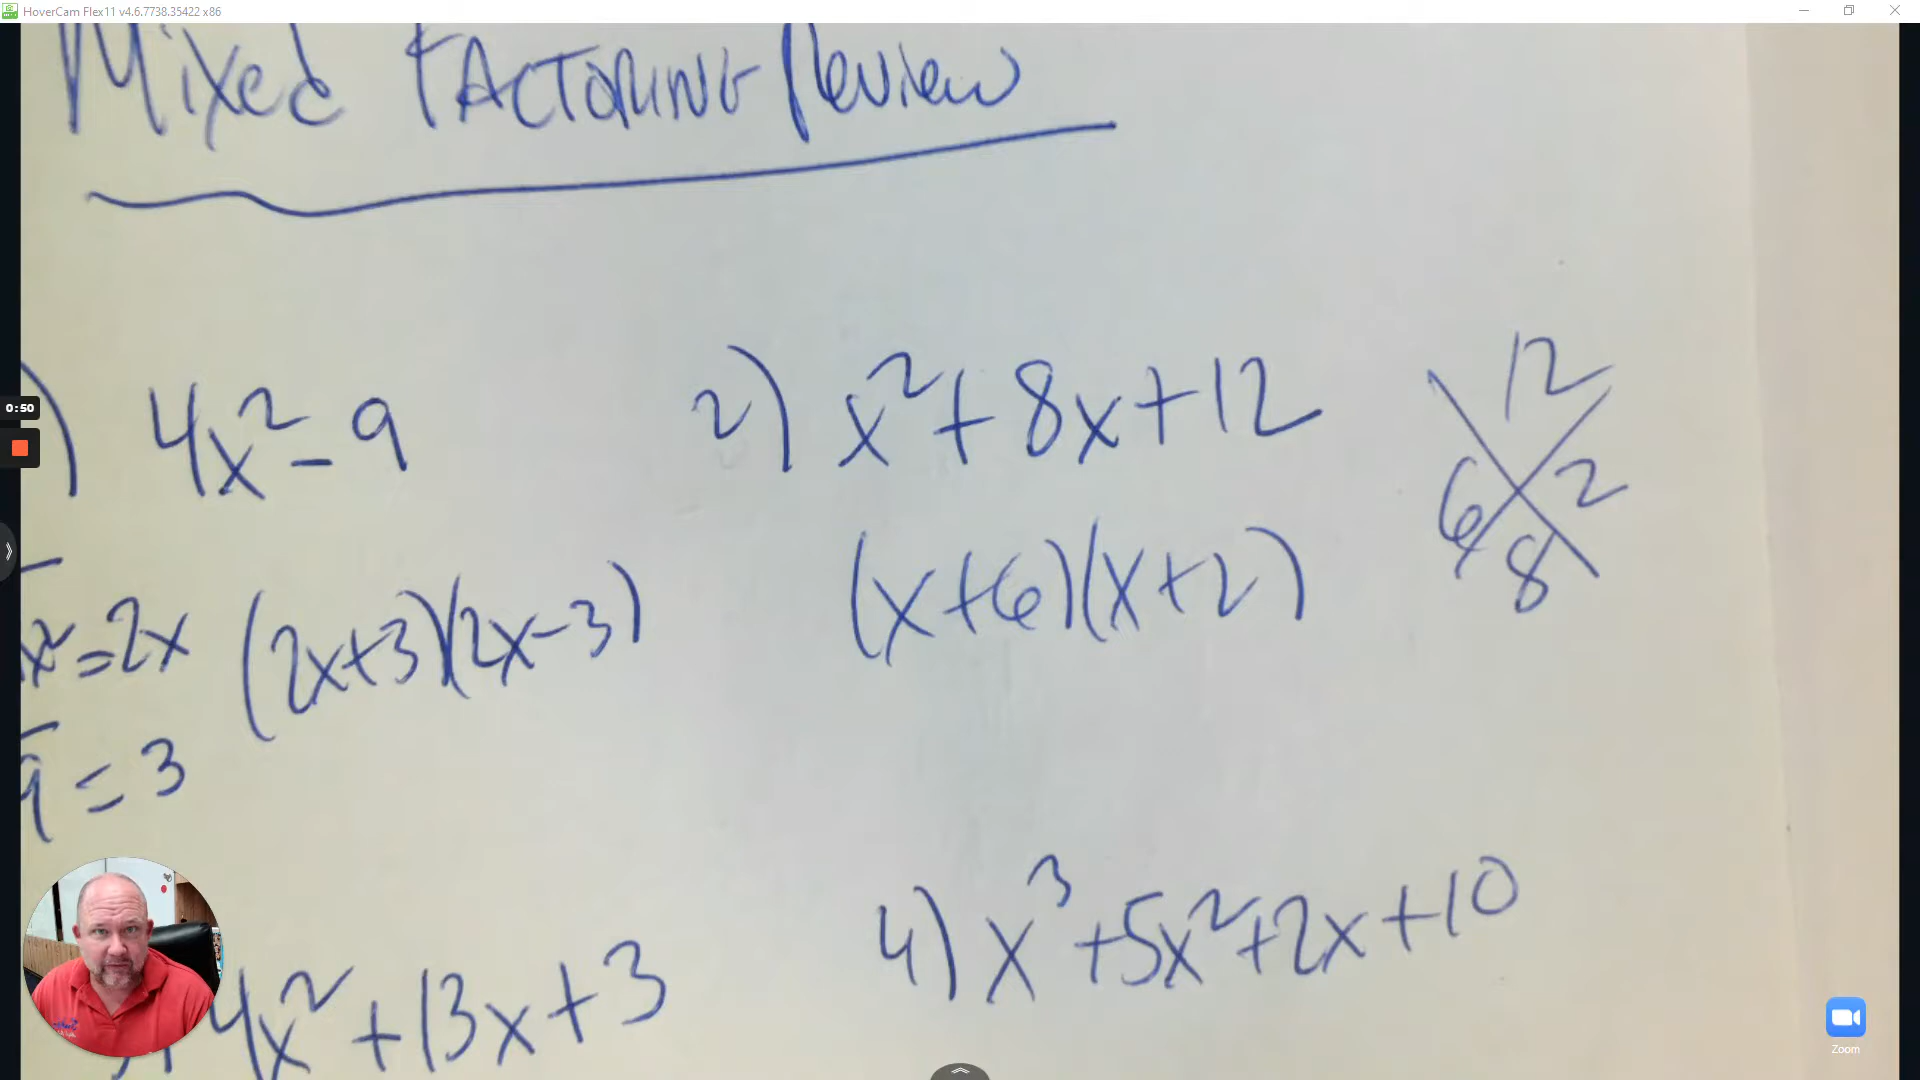 HoverCam Flex11 v4.6.7738.35422 x86
Mixed FACTORING Review
) 4x² - 9
2) x² + 8x + 12
12
6 2
8
0:50
(x+6)(x+2)
x² = 2x (2x+3)(2x-3)
9 = 3
4) x³ + 5x² + 2x + 10
4x² + 13x + 3
Zoom